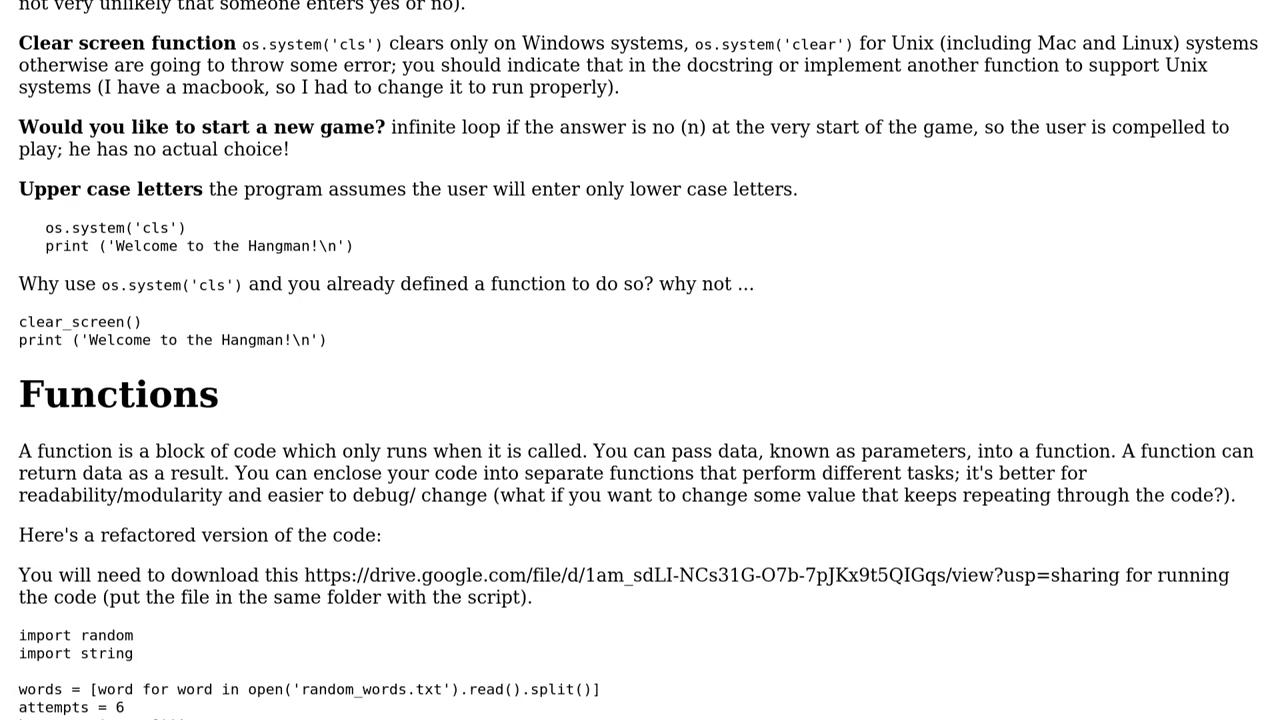 not very unlikely that someone enters yes or no).
Clear screen function os.system('cls') clears only on Windows systems, os.system('clear') for Unix (including Mac and Linux) systems
otherwise are going to throw some error; you should indicate that in the docstring or implement another function to support Unix
systems (I have a macbook, so I had to change it to run properly).
Would you like to start a new game? infinite loop if the answer is no (n) at the very start of the game, so the user is compelled to
play; he has no actual choice!
Upper case letters the program assumes the user will enter only lower case letters.
os.system('cls')
print ('Welcome to the Hangman!\n')
Why use os.system('cls') and you already defined a function to do so? why not ...
clear_screen()
print ('Welcome to the Hangman!\n')
Functions
A function is a block of code which only runs when it is called. You can pass data, known as parameters, into a function. A function can
return data as a result. You can enclose your code into separate functions that perform different tasks; it's better for
readability/modularity and easier to debug/ change (what if you want to change some value that keeps repeating through the code?).
Here's a refactored version of the code:
You will need to download this https://drive.google.com/file/d/1am_sdLI-NCs31G-O7b-7pJKx9t5QIGqs/view?usp=sharing for running
the code (put the file in the same folder with the script).
import random
import string
words = [word for word in open('random_words.txt').read().split()]
attempts = 6